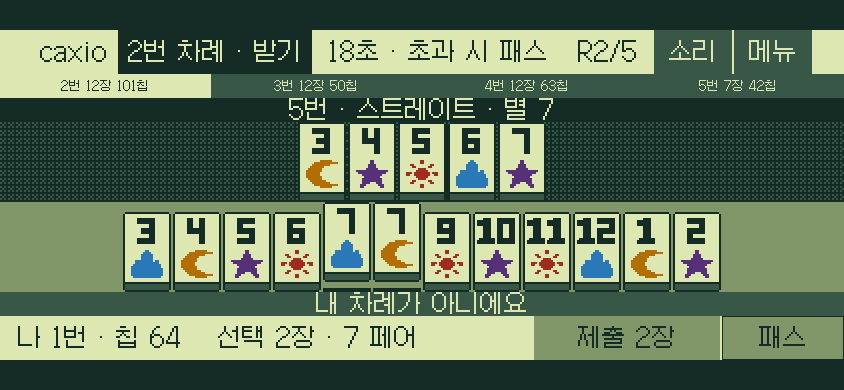 caxio 2번 차례 · 받기 18초 · 초과 시 패스 R2/5 소리 메뉴
2번 12장 101칩 3번 12장 50칩 4번 12장 63칩 5번 7장 42칩
5번 · 스트레이트 · 별 7
3 4 5 6 7
3 4 5 6 7 7 9 10 11 12 1 2
내 차례가 아니에요
나 1번 · 칩 64 선택 2장 · 7 페어 제출 2장 패스